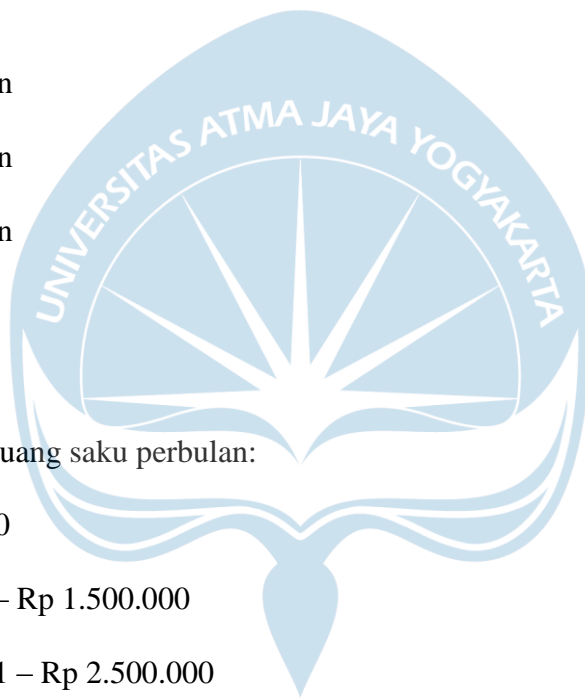 n
n
n
UNIVERSITAS ATMA JAYA YOGYAKARTA
uang saku perbulan:
0
– Rp 1.500.000
1 – Rp 2.500.000